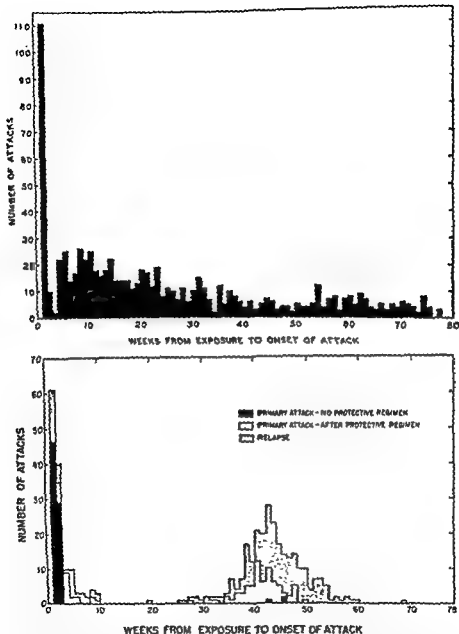 NUMBER OF ATTACKS
110
100
90
80
70
60
50
40
30
20
10
0
0 10 20 30 40 50 60 70 80
WEEKS FROM EXPOSURE TO ONSET OF ATTACK
NUMBER OF ATTACKS
70
60
50
40
30
20
10
0
PRIMARY ATTACK - NO PROTECTIVE REGIMEN
PRIMARY ATTACK - AFTER PROTECTIVE REGIMEN
RELAPSE
0 10 20 30 40 50 60 70
WEEKS FROM EXPOSURE TO ONSET OF ATTACK